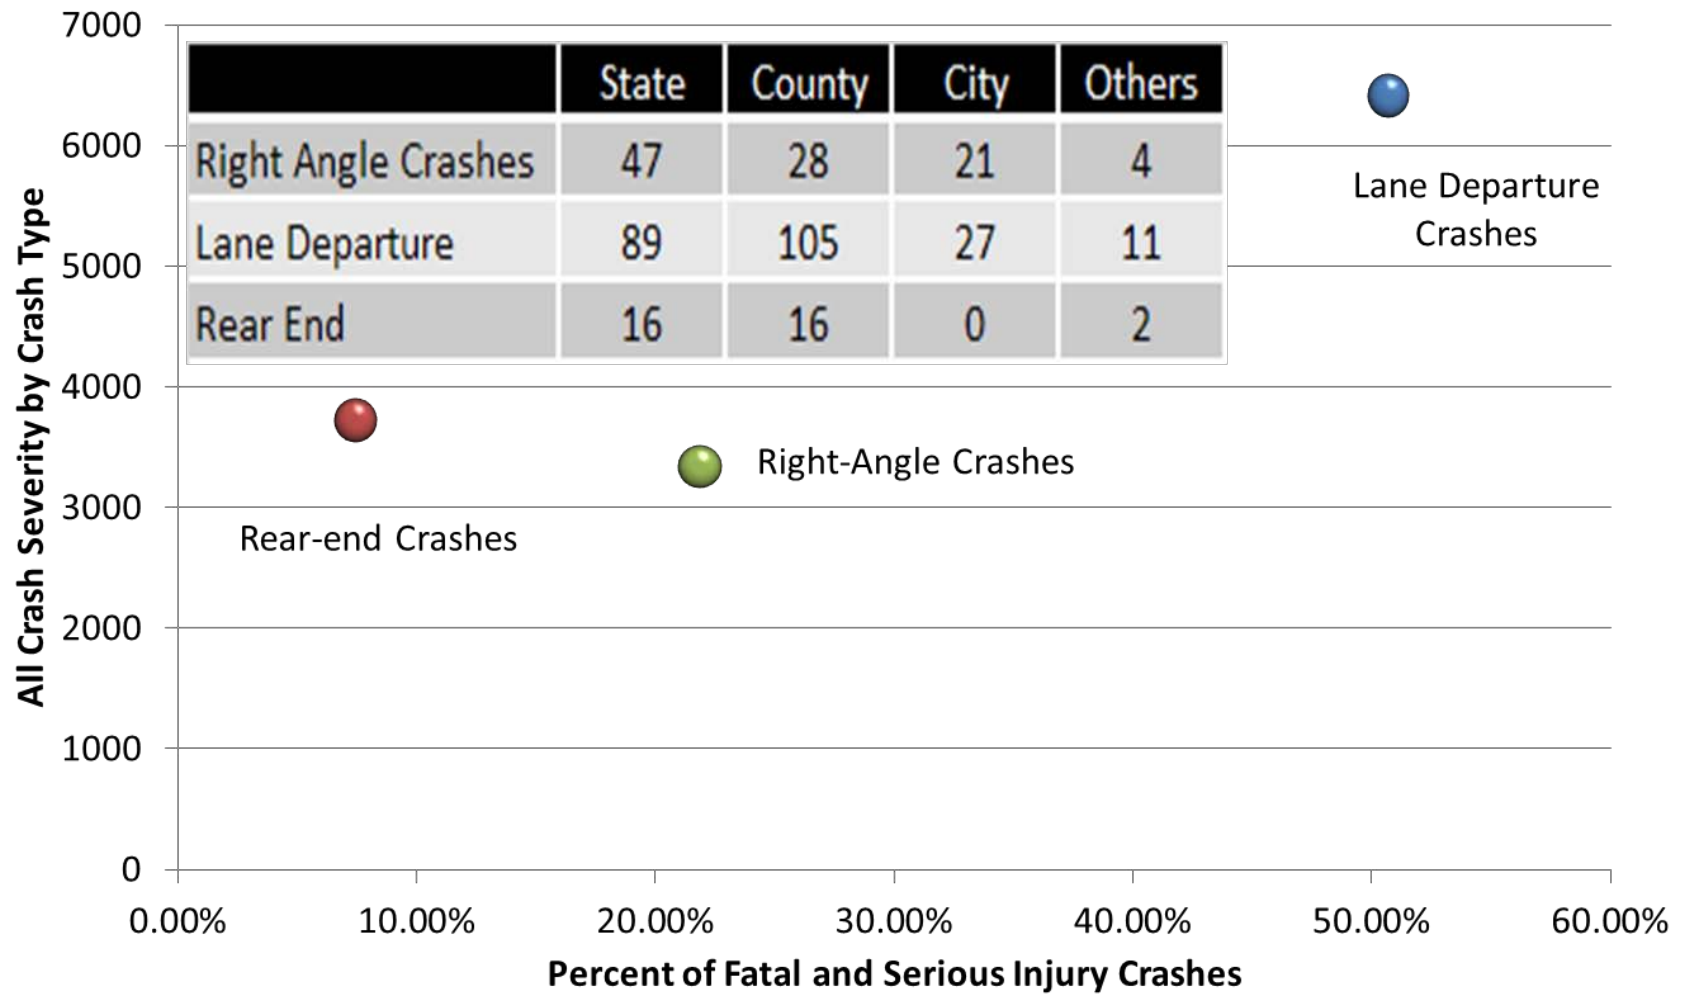 All Crash Severity by Crash Type
7000
6000
5000
4000
3000
2000
1000
0
State County City Others
Right Angle Crashes 47 28 21 4
Lane Departure 89 105 27 11
Rear End 16 16 0 2
Lane Departure
Crashes
Right-Angle Crashes
Rear-end Crashes
0.00% 10.00% 20.00% 30.00% 40.00% 50.00% 60.00%
Percent of Fatal and Serious Injury Crashes